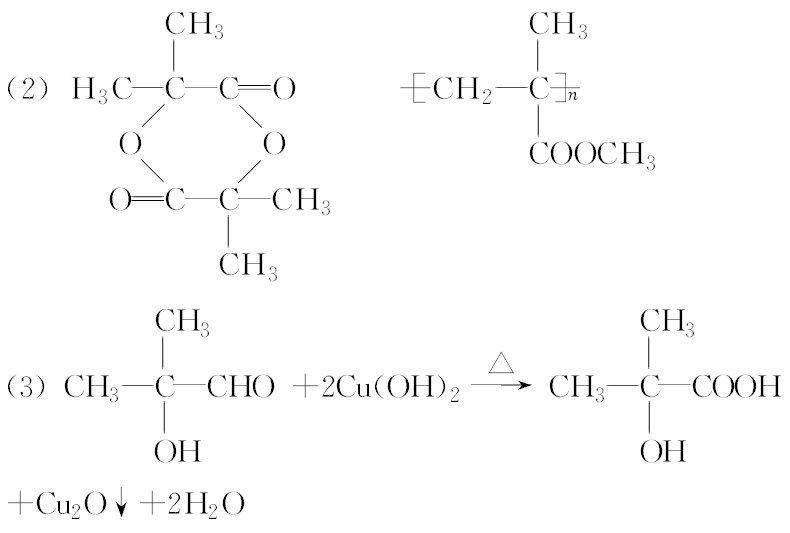 CH₃ CH₃
(2) H₃C—C—C=O ─[CH₂—C]ₙ─
O O COOCH₃
O=C—C—CH₃
CH₃
CH₃ CH₃
(3) CH₃—C—CHO +2Cu(OH)₂ —△→ CH₃—C—COOH
OH OH
+Cu₂O↓+2H₂O